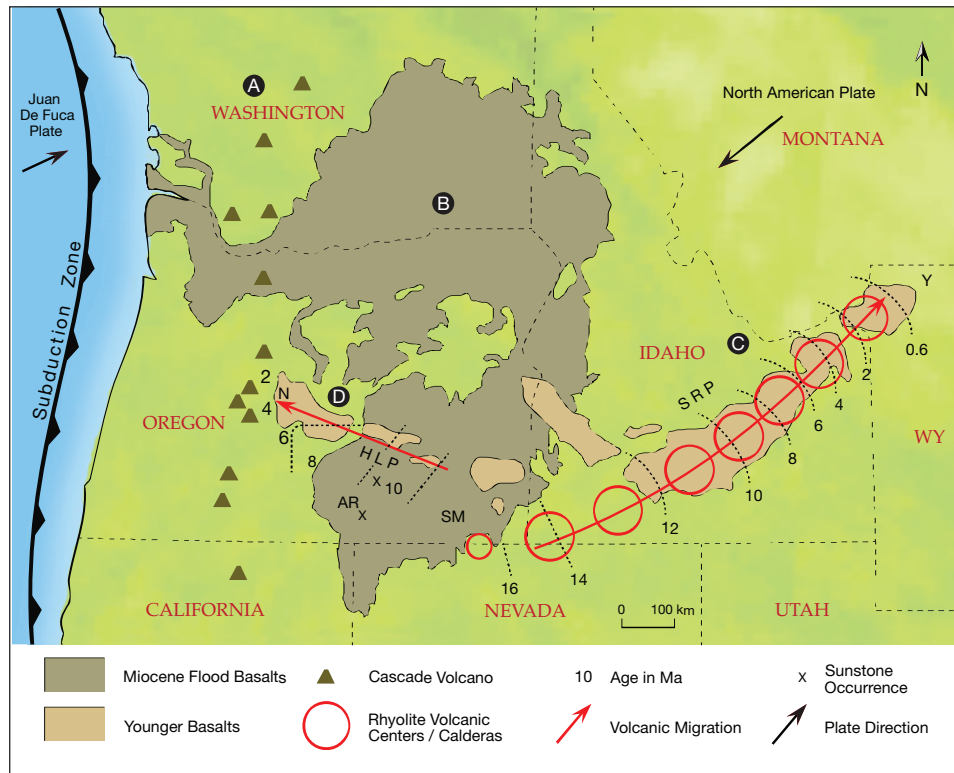 A
WASHINGTON
Juan
De Fuca
Plate
North American Plate
N
MONTANA
B
Subduction Zone
Y
IDAHO
C
0.6
2
2
N
D
4
4
SRP
OREGON
6
6
WY
8
HLP
8
10
10
AR
x
x
SM
12
16
14
CALIFORNIA
NEVADA
UTAH
0 100 km
Miocene Flood Basalts
Cascade Volcano
10 Age in Ma
x Sunstone
Occurrence
Younger Basalts
Rhyolite Volcanic
Centers / Calderas
Volcanic Migration
Plate Direction